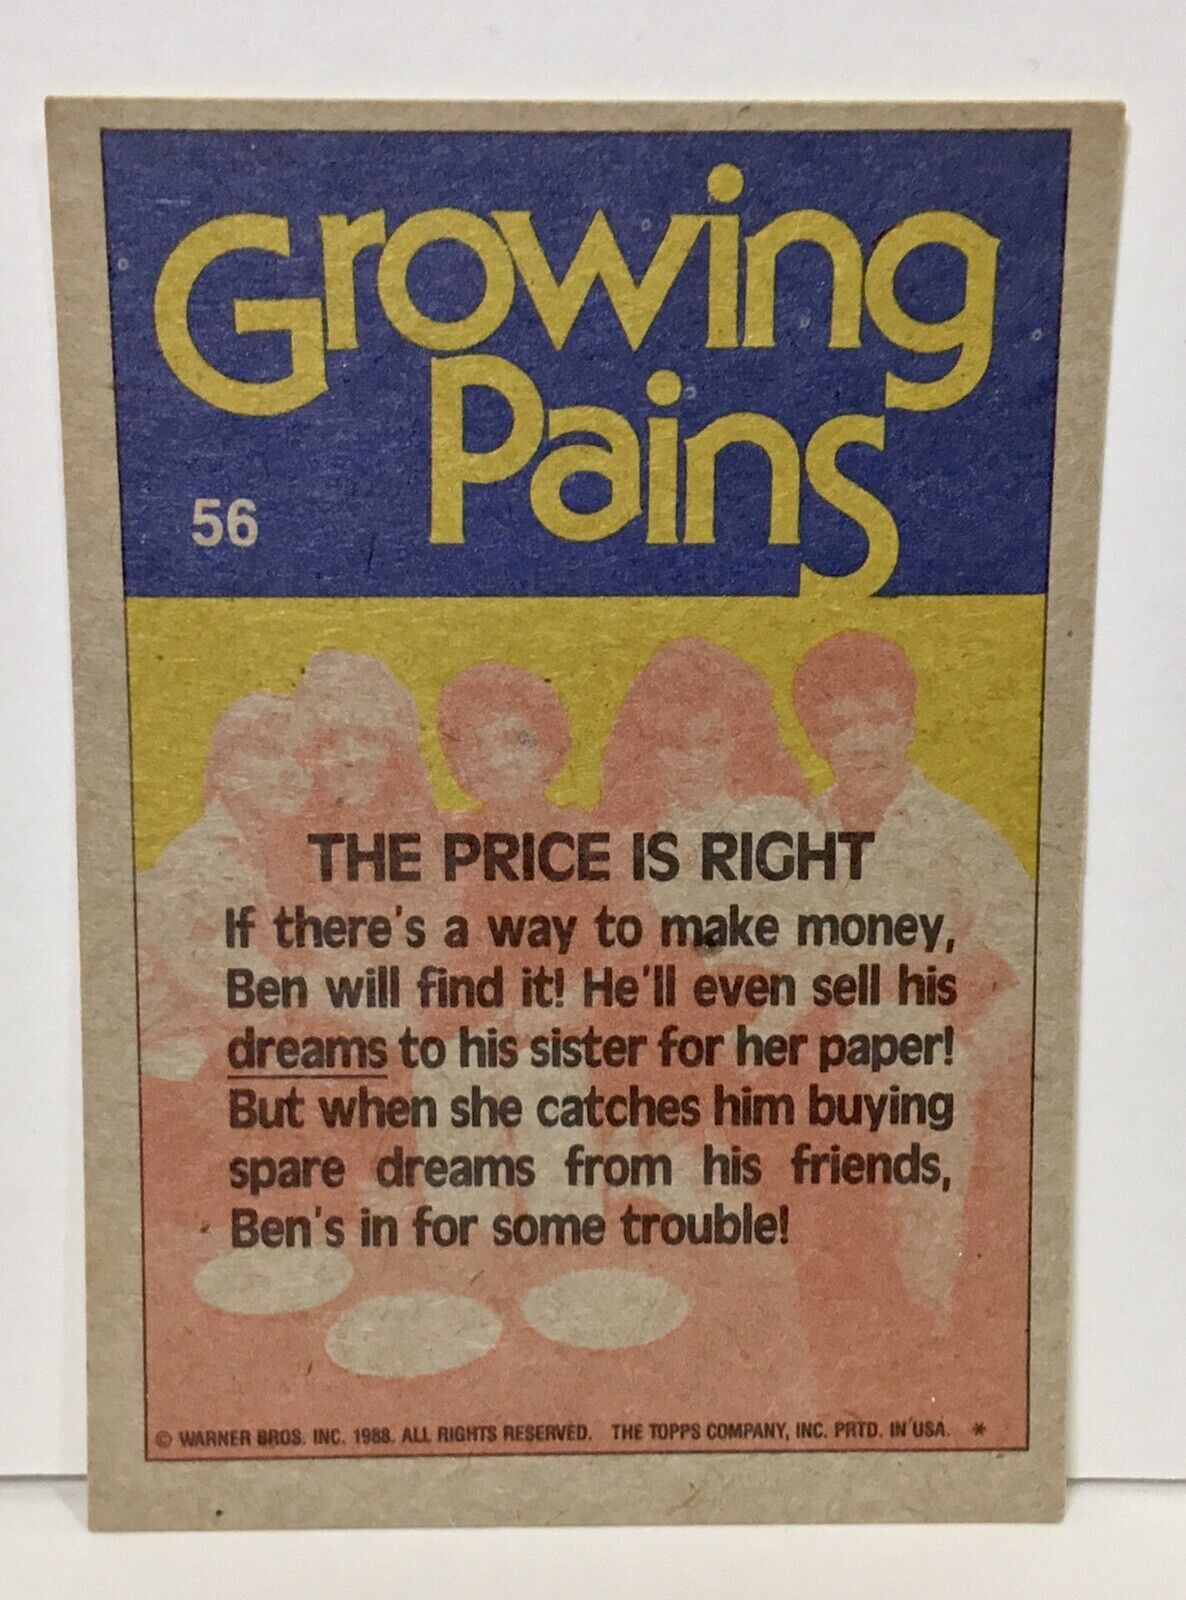 Growing
Pains
56
THE PRICE IS RIGHT
If there's a way to make money,
Ben will find it! He'll even sell his
dreams to his sister for her paper!
But when she catches him buying
spare dreams from his friends,
Ben's in for some trouble!
© WARNER BROS. INC. 1988. ALL RIGHTS RESERVED. THE TOPPS COMPANY, INC. PRTD. IN USA. *